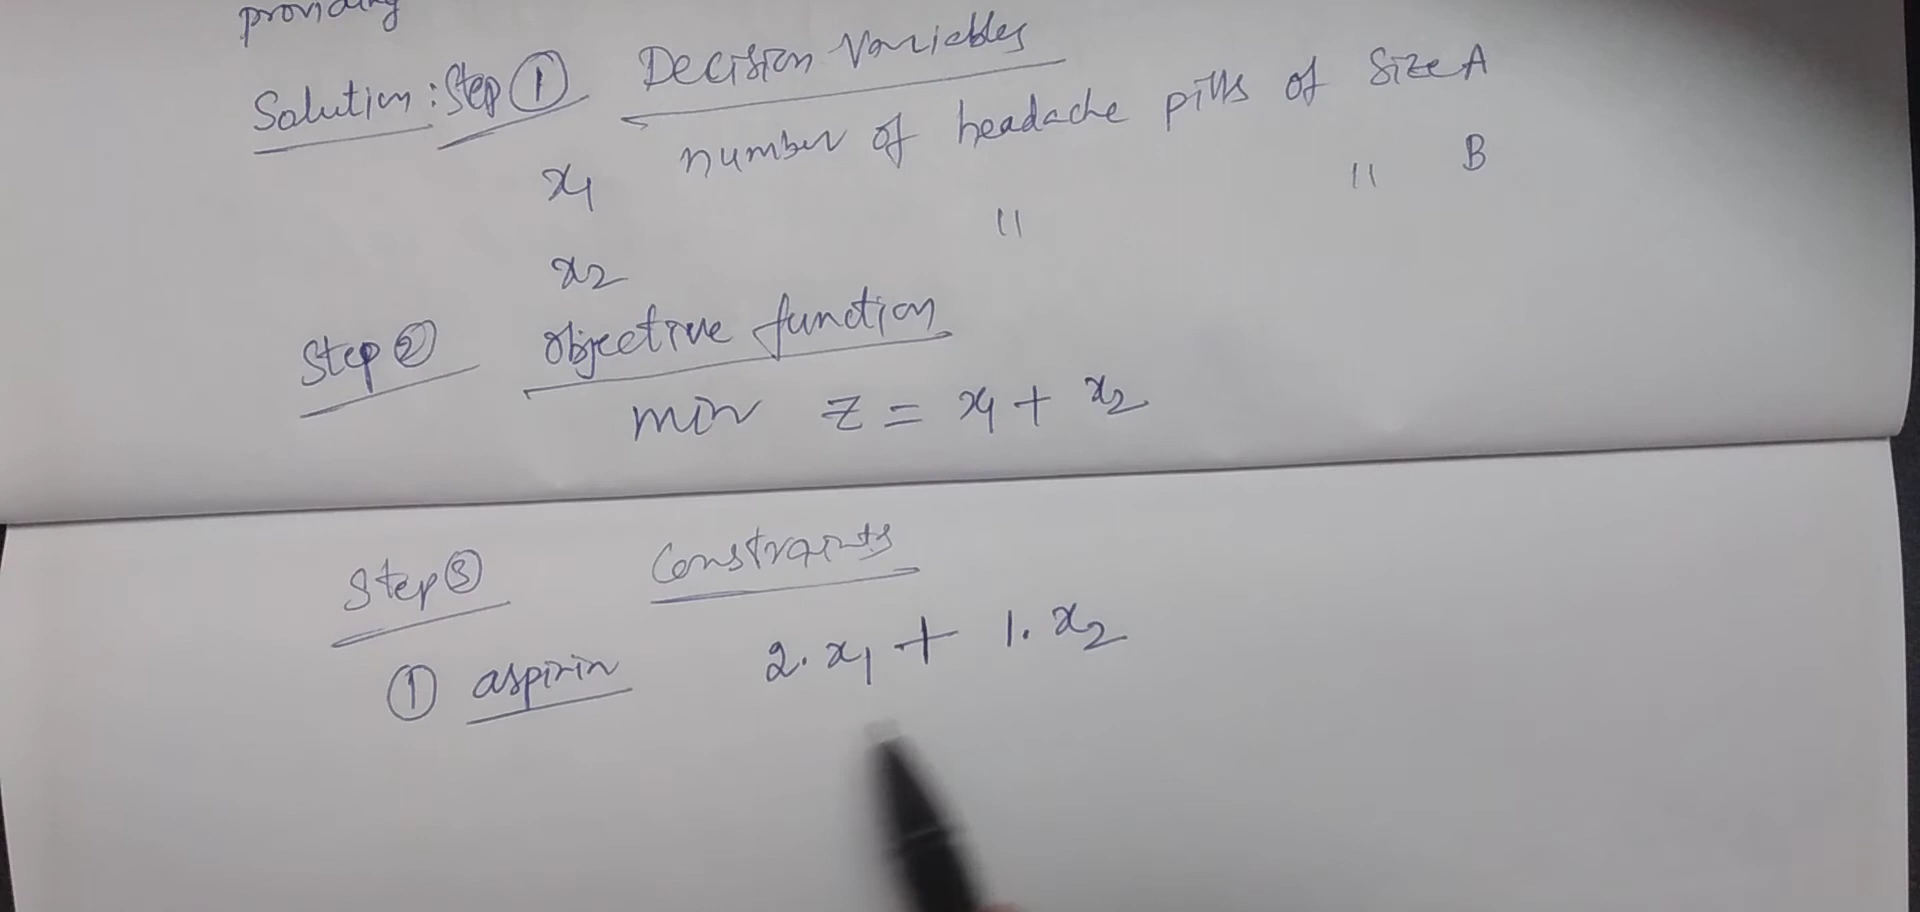 providing
Solution: Step ① Decision Variables
x₁ number of headache pills of Size A
x₂ " " B
Step ② Objective function
min Z = x₁ + x₂
Step ③ Constraints
① aspirin 2. x₁ + 1. x₂